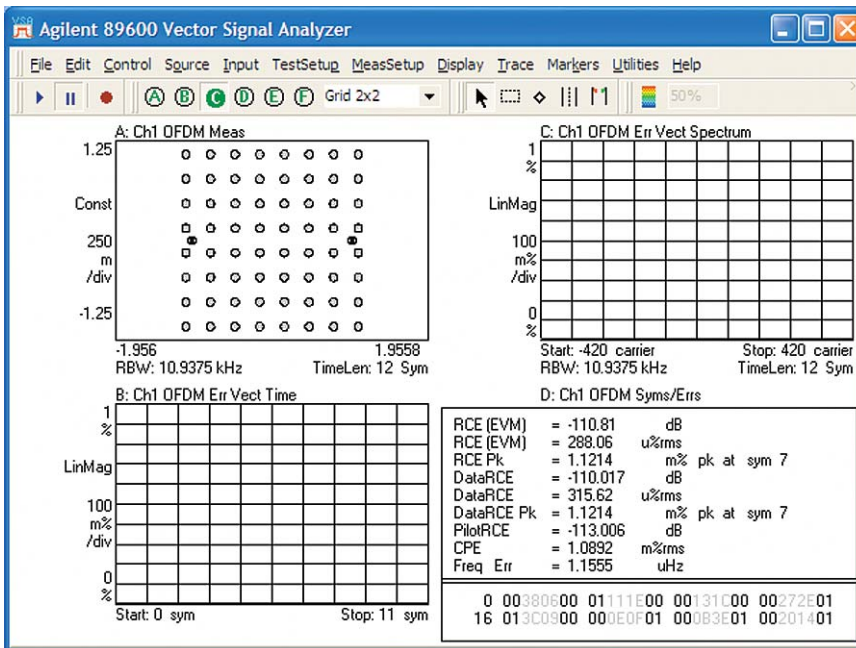 VSA
Agilent 89600 Vector Signal Analyzer
File Edit Control Source Input TestSetup MeasSetup Display Trace Markers Utilities Help
A B C D E F Grid 2x2 50%
A: Ch1 OFDM Meas
1.25
Const
250
m
/div
-1.25
-1.956 1.9558
RBW: 10.9375 kHz TimeLen: 12 Sym
C: Ch1 OFDM Err Vect Spectrum
1
%
LinMag
100
m%
/div
0
%
Start: -420 carrier Stop: 420 carrier
RBW: 10.9375 kHz TimeLen: 12 Sym
B: Ch1 OFDM Err Vect Time
1
%
LinMag
100
m%
/div
0
%
Start: 0 sym Stop: 11 sym
D: Ch1 OFDM Syms/Errs
RCE (EVM) = -110.81 dB
RCE (EVM) = 288.06 u%rms
RCE Pk = 1.1214 m% pk at sym 7
DataRCE = -110.017 dB
DataRCE = 315.62 u%rms
DataRCE Pk = 1.1214 m% pk at sym 7
PilotRCE = -113.006 dB
CPE = 1.0892 m%rms
Freq Err = 1.1555 uHz
0 00380600 01111E00 00131C00 00272E01
16 013C0900 000E0F01 000B3E01 00201401